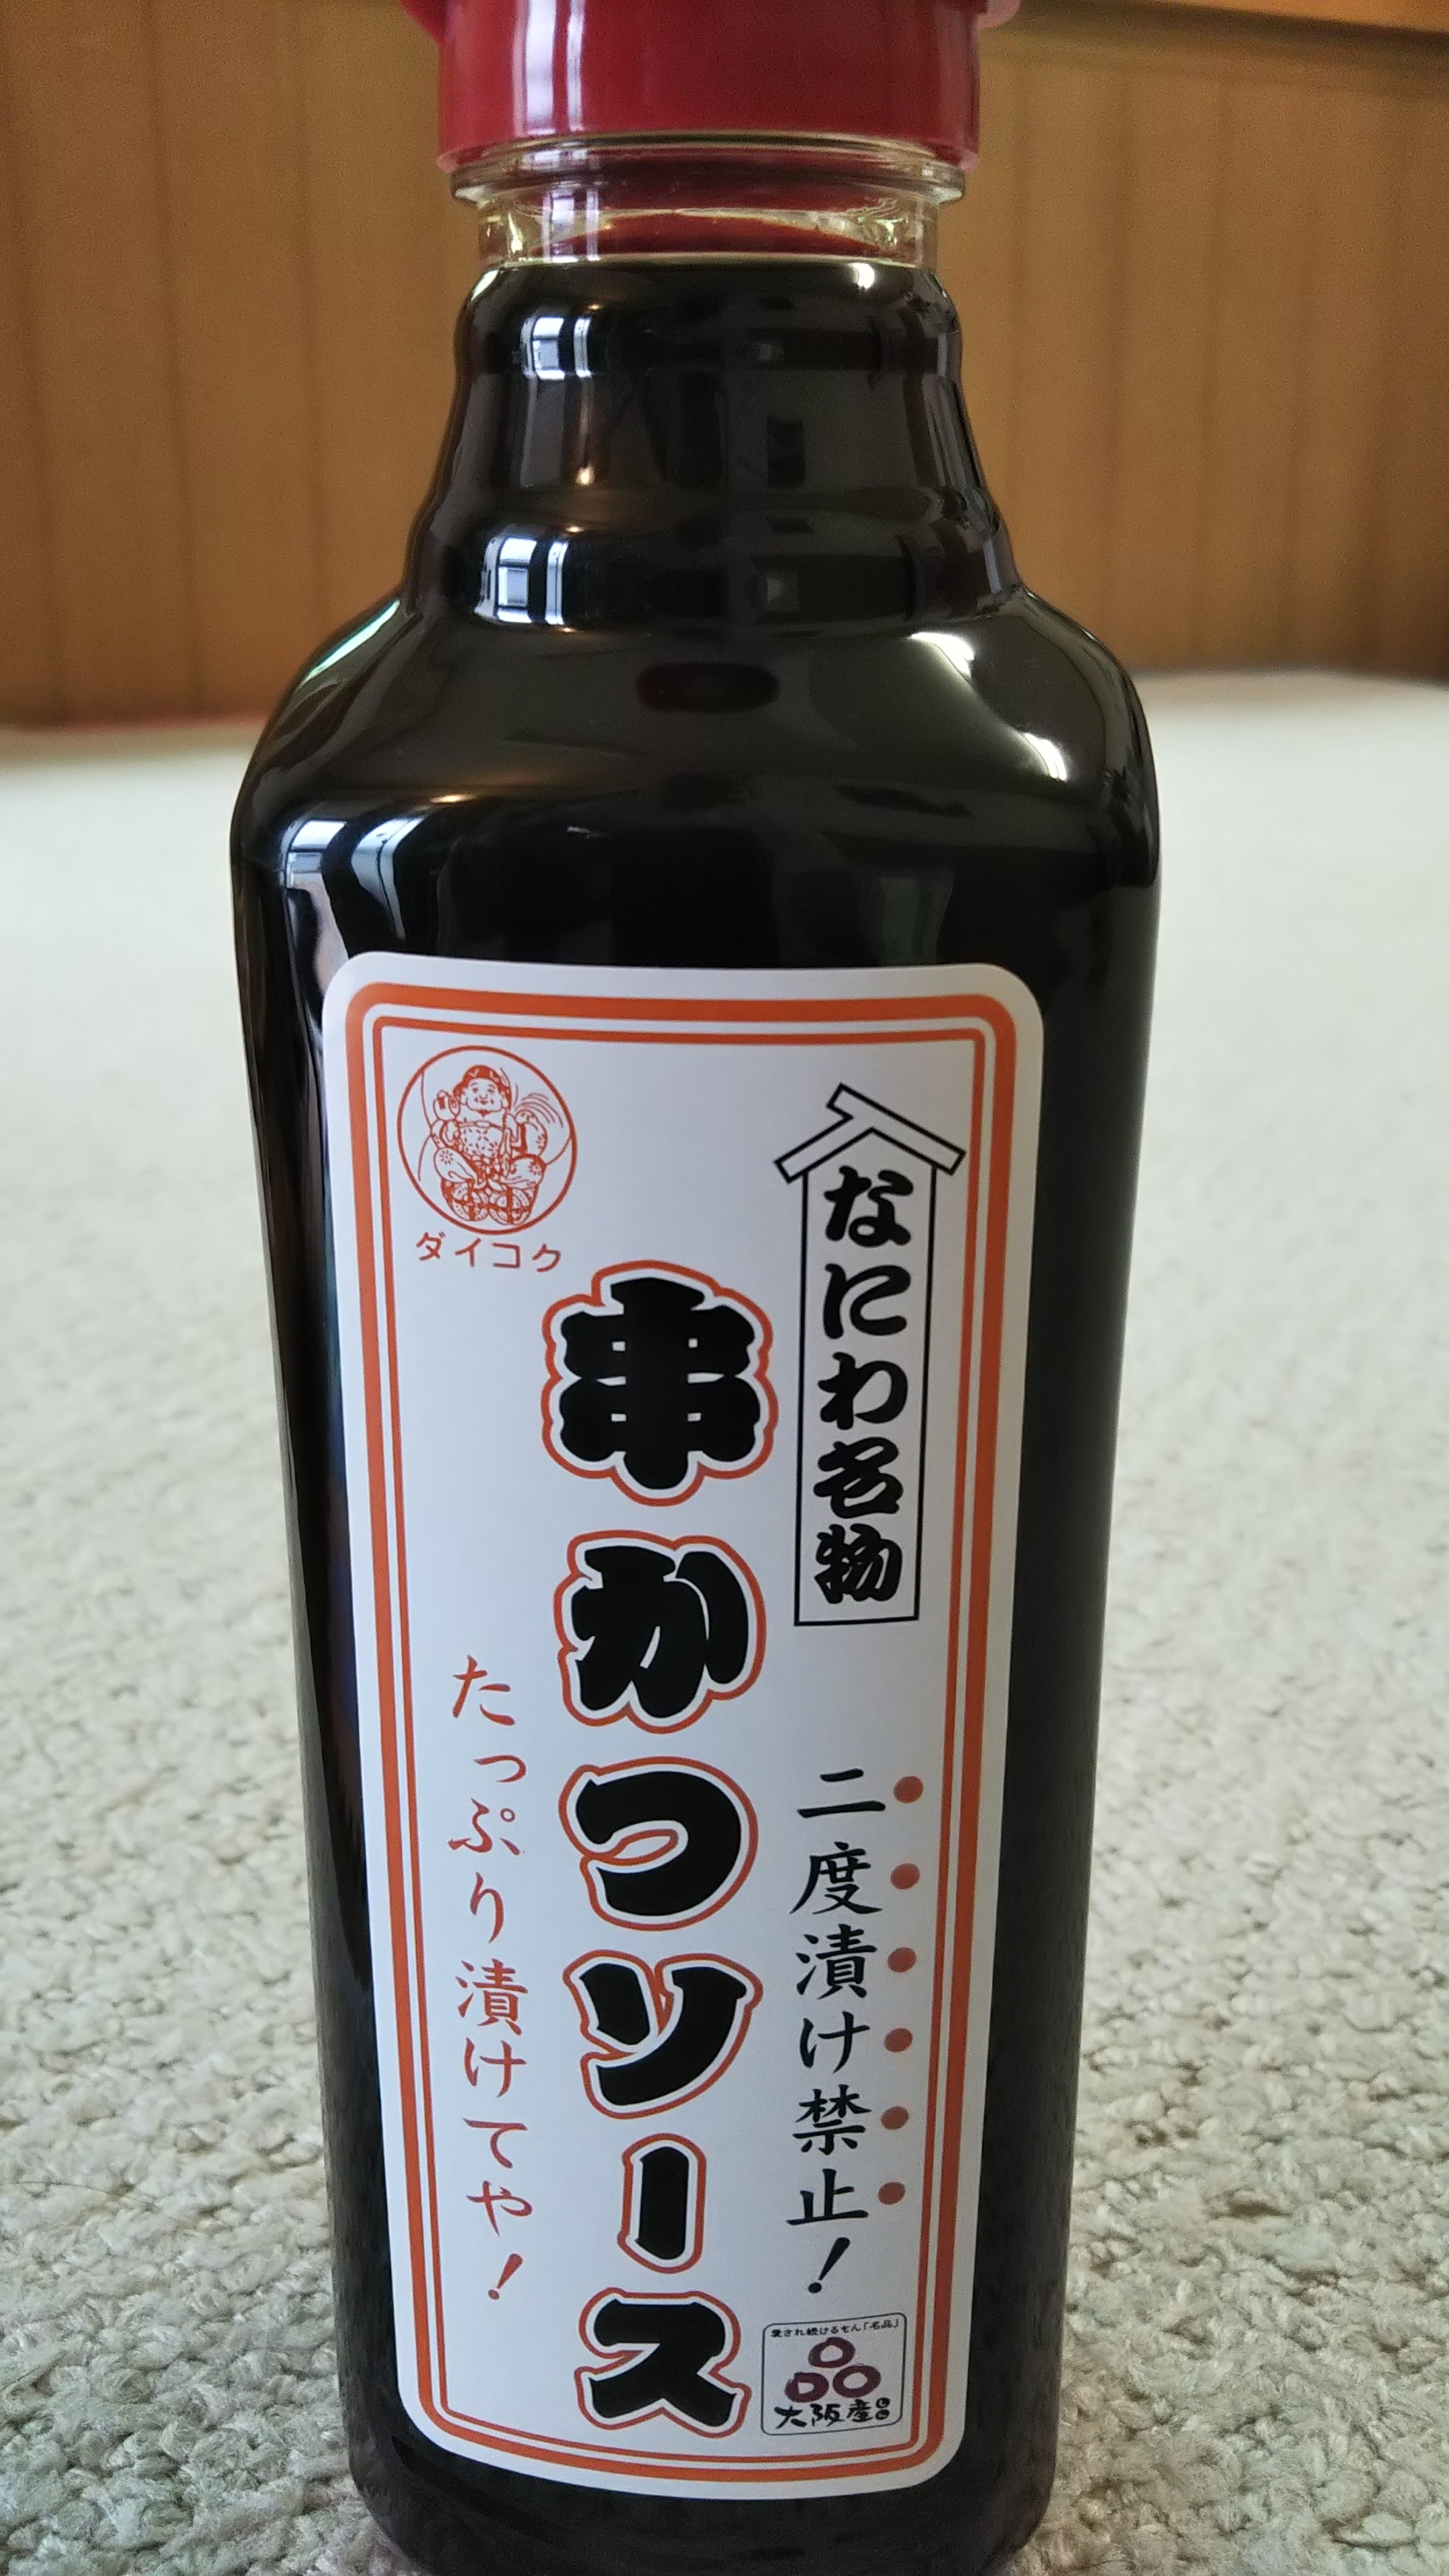 なにわ名物
二度漬け禁止！
串かつソース
たっぷり漬けてや！
ダイコク
愛され続けるもん「名品」
大阪産